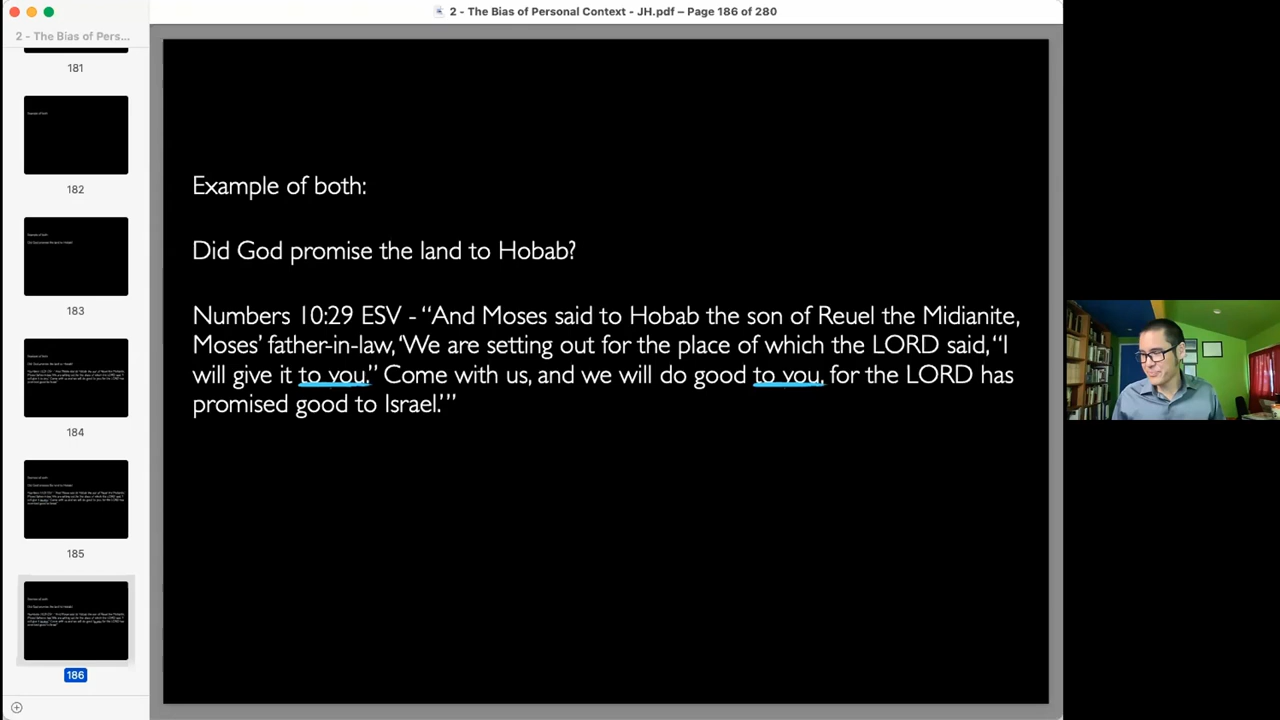 2 - The Bias of Personal Context - JH.pdf – Page 186 of 280
2 - The Bias of Pers...
181
182
183
184
185
186
Example of both:
Did God promise the land to Hobab?
Numbers 10:29 ESV - “And Moses said to Hobab the son of Reuel the Midianite,
Moses’ father-in-law, ‘We are setting out for the place of which the LORD said, “I
will give it to you.” Come with us, and we will do good to you, for the LORD has
promised good to Israel.’”